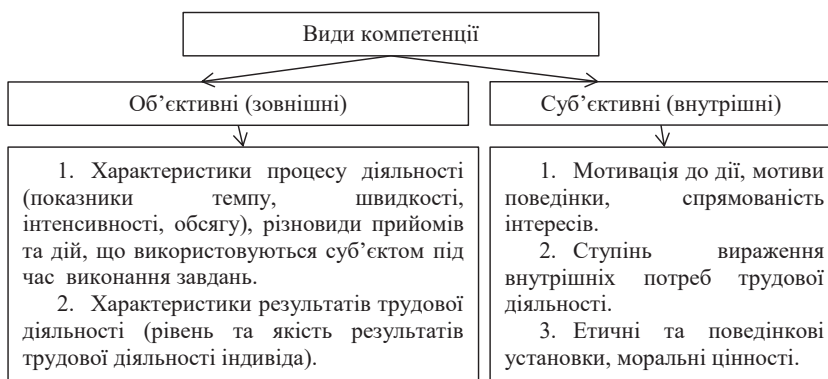 Види компетенції
Об’єктивні (зовнішні)
Суб’єктивні (внутрішні)
1. Характеристики процесу діяльності
(показники темпу, швидкості,
інтенсивності, обсягу), різновиди прийомів
та дій, що використовуються суб’єктом під
час виконання завдань.
2. Характеристики результатів трудової
діяльності (рівень та якість результатів
трудової діяльності індивіда).
1. Мотивація до дії, мотиви
поведінки, спрямованість
інтересів.
2. Ступінь вираження
внутрішніх потреб трудової
діяльності.
3. Етичні та поведінкові
установки, моральні цінності.